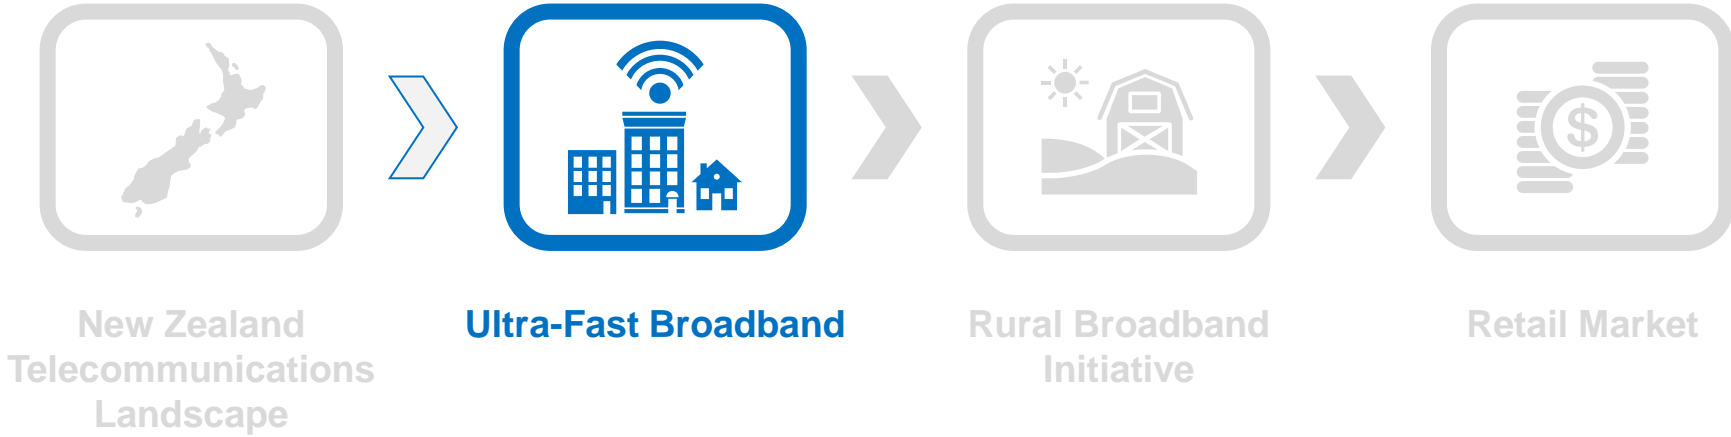 $
New Zealand
Telecommunications
Landscape
Ultra-Fast Broadband
Rural Broadband
Initiative
Retail Market